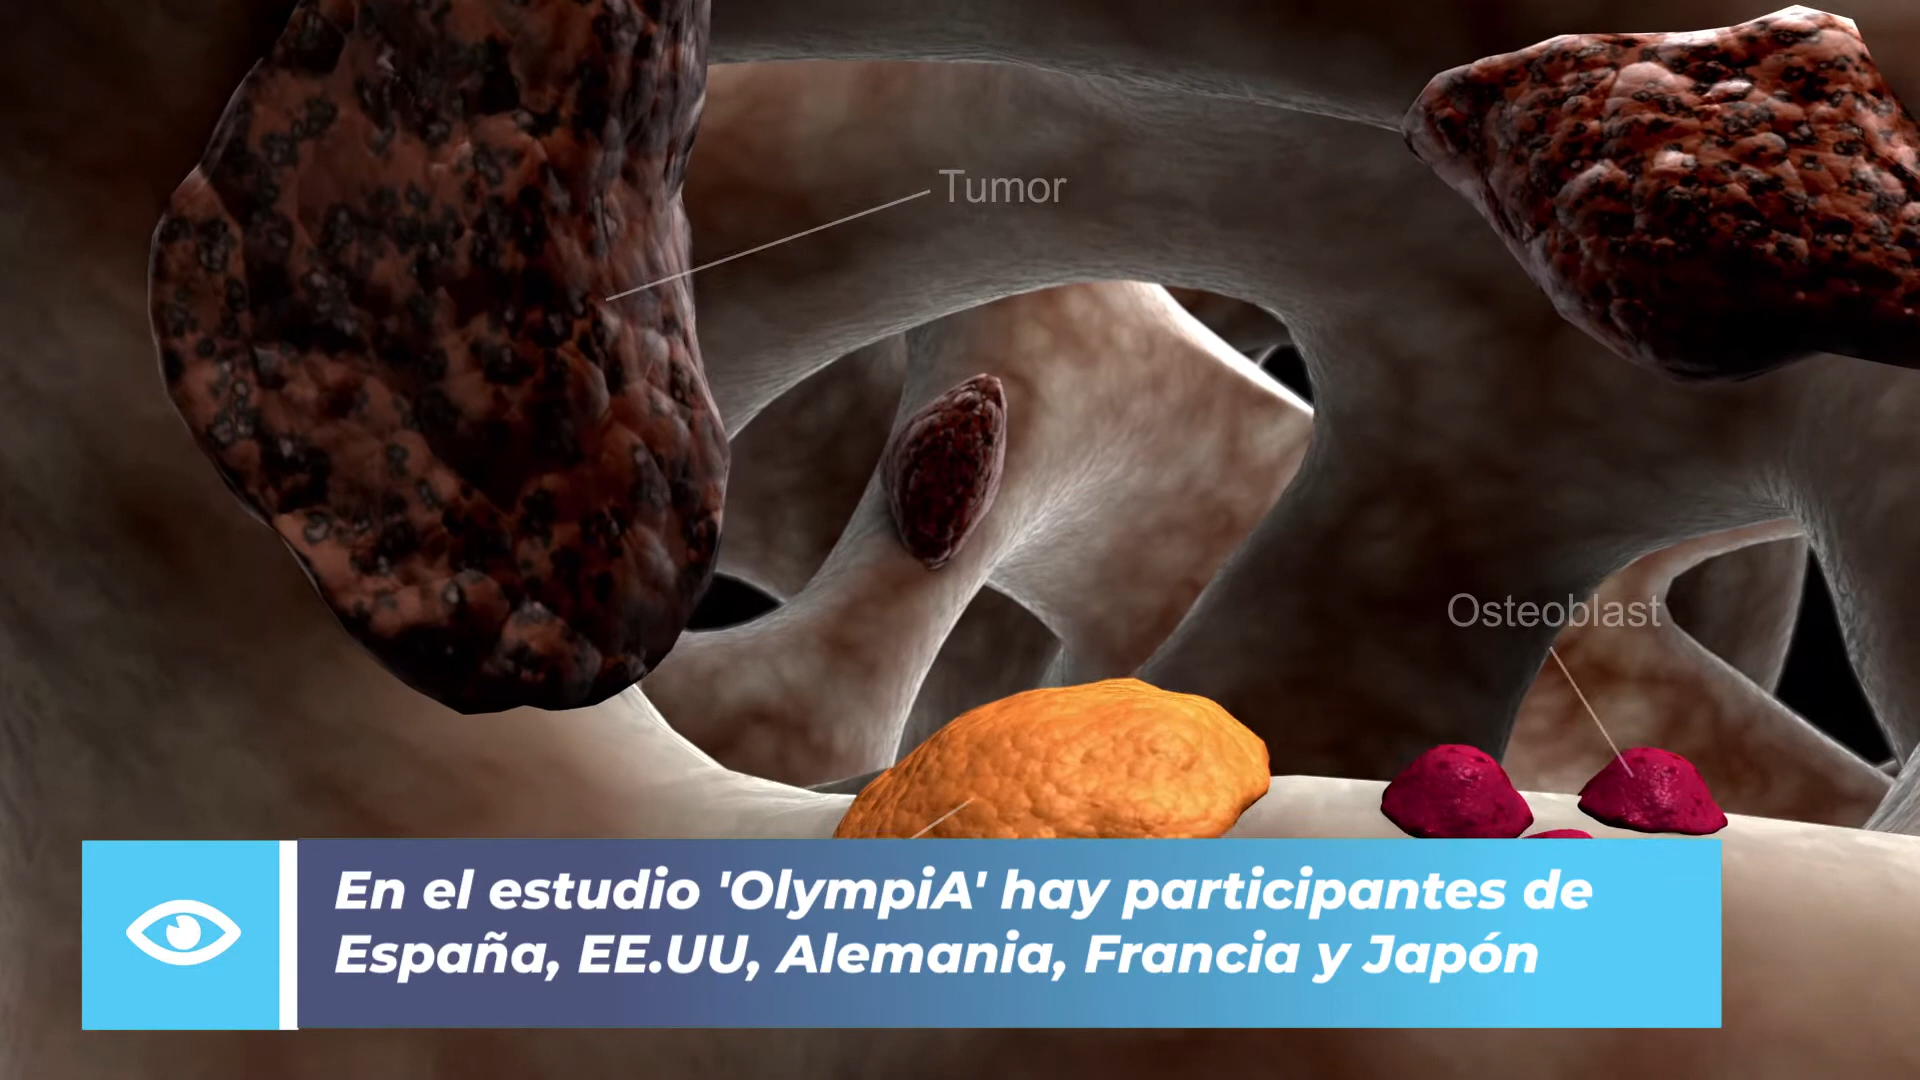 Tumor
Osteoblast
En el estudio 'OlympiA' hay participantes de
España, EE.UU, Alemania, Francia y Japón